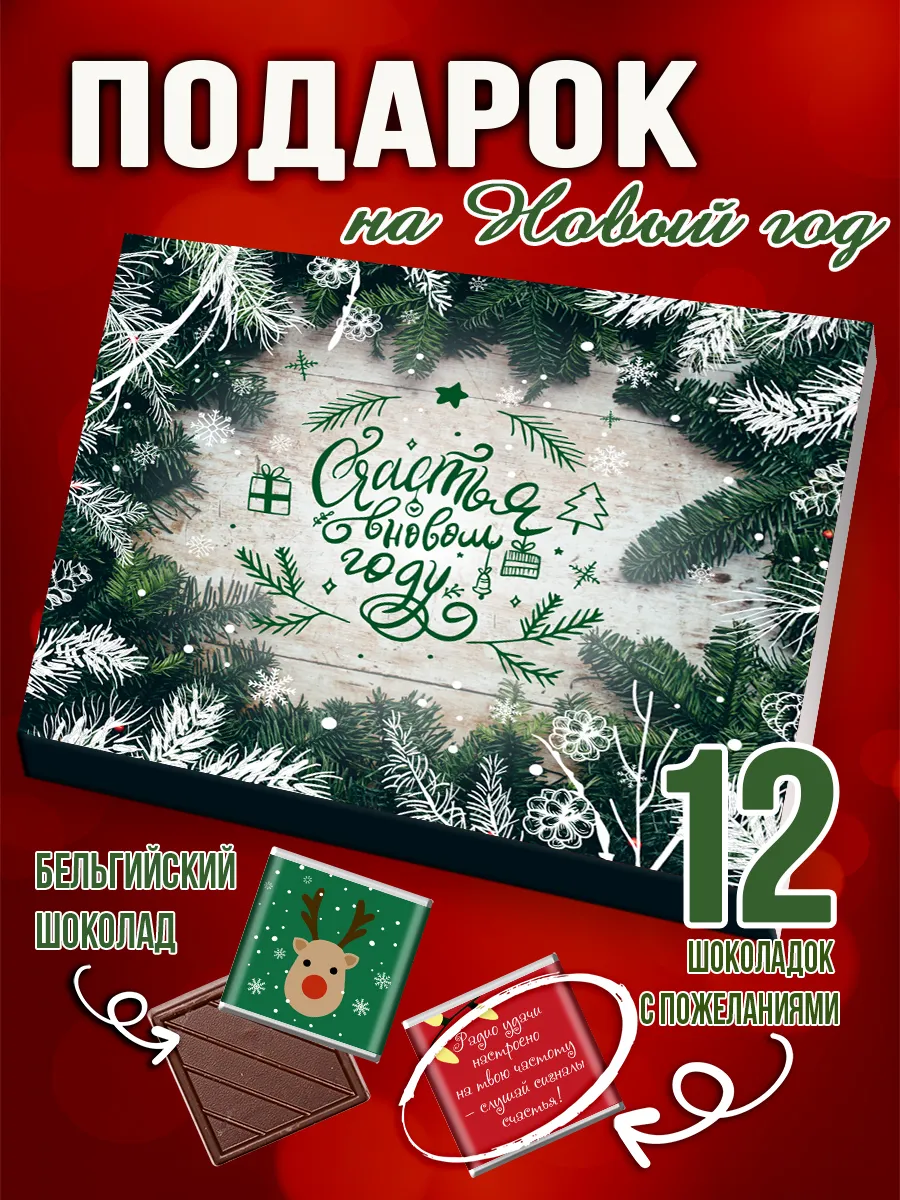 ПОДАРОК
на Новый год
Счастья
в новом
году
БЕЛЬГИЙСКИЙ
ШОКОЛАД
12
ШОКОЛАДОК
С ПОЖЕЛАНИЯМИ
Радио удачи
настроено
на твою частоту
– слушай сигналы
счастья!